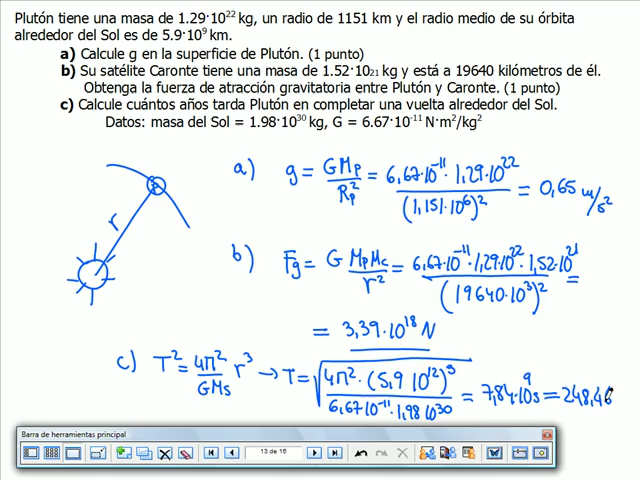 Plutón tiene una masa de 1.29·10²² kg, un radio de 1151 km y el radio medio de su órbita
alrededor del Sol es de 5.9·10⁹ km.
a) Calcule g en la superficie de Plutón. (1 punto)
b) Su satélite Caronte tiene una masa de 1.52·10₂₁ kg y está a 19640 kilómetros de él.
Obtenga la fuerza de atracción gravitatoria entre Plutón y Caronte. (1 punto)
c) Calcule cuántos años tarda Plutón en completar una vuelta alrededor del Sol.
Datos: masa del Sol = 1.98·10³⁰ kg, G = 6.67·10⁻¹¹ N·m²/kg²
a) g = GMp/Rp² = 6,67·10⁻¹¹·1,29·10²²/(1,151·10⁶)² = 0,65 m/s²
r
b) Fg = G MpMc/r² = 6,67·10⁻¹¹·1,29·10²²·1,52·10²¹/(19640·10³)² =
= 3,39·10¹⁸ N
c) T² = 4π²/GMs r³ → T = √(4π²·(5,9 10¹²)³/6,67·10⁻¹¹·1,98 10³⁰) = 7,84·10⁹ s = 248,46
Barra de herramientas principal
13 de 16